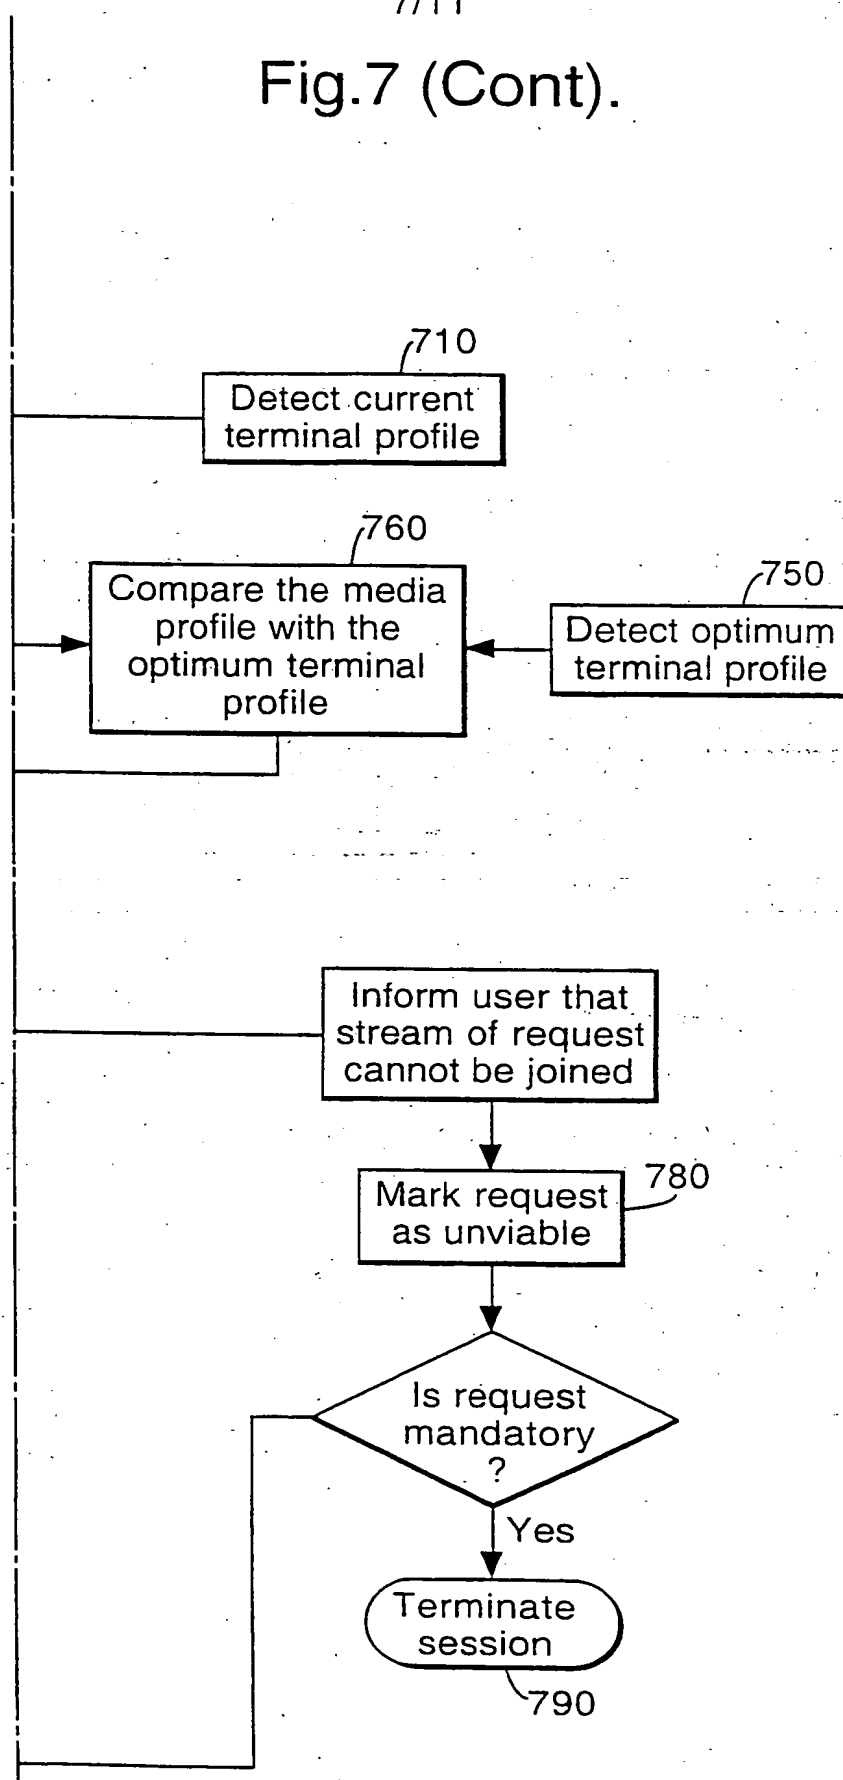 7/11
Fig.7 (Cont).
710
Detect current
terminal profile
760
Compare the media
profile with the
optimum terminal
profile
750
Detect optimum
terminal profile
Inform user that
stream of request
cannot be joined
780
Mark request
as unviable
Is request
mandatory
?
Yes
Terminate
session
790